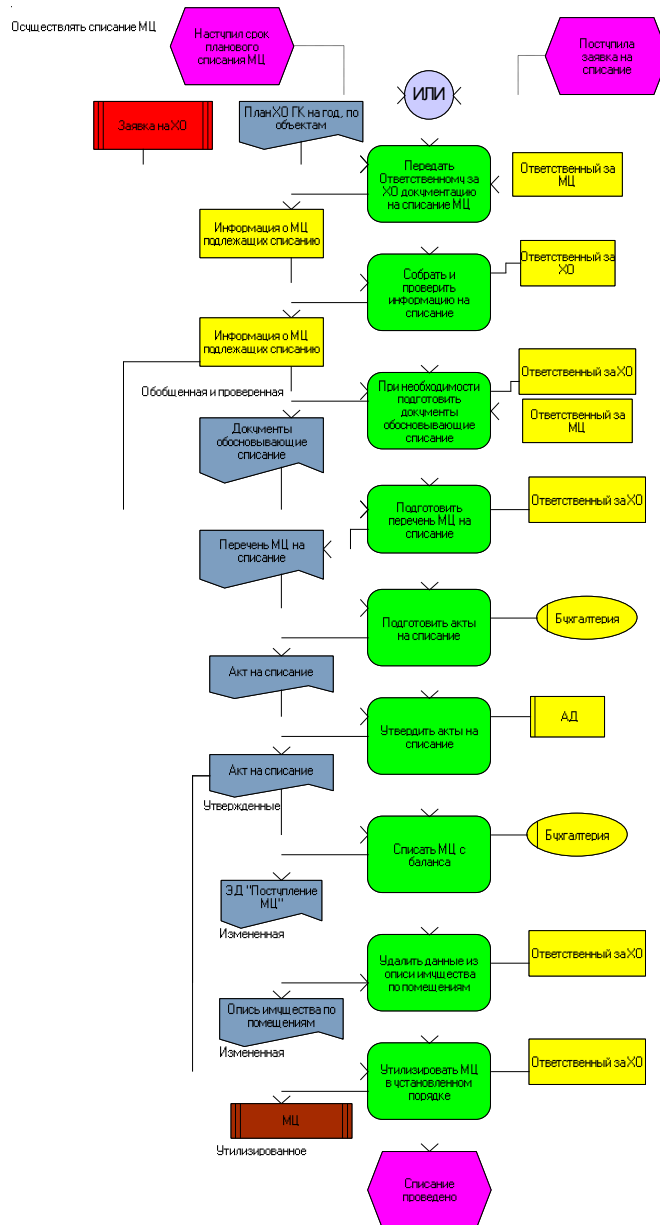 Осуществлять списание МЦ
Наступил срок
планового
списания МЦ
Поступила
заявка на
списание
ИЛИ
Заявка на ХО
План ХО ГК на год, по
объектам
Передать
Ответственному за
ХО документацию
на списание МЦ
Ответственный за
МЦ
Информация о МЦ
подлежащих списанию
Собрать и
проверить
информацию на
списание
Ответственный за
ХО
Информация о МЦ
подлежащих списанию
Обобщенная и проверенная
При необходимости
подготовить
документы
обосновывающие
списание
Ответственный за ХО
Ответственный за
МЦ
Документы
обосновывающие
списание
Подготовить
перечень МЦ на
списание
Ответственный за ХО
Перечень МЦ на
списание
Подготовить акты
на списание
Бухгалтерия
Акт на списание
Утвердить акты на
списание
АД
Акт на списание
Утвержденные
Списать МЦ с
баланса
Бухгалтерия
ЭД "Поступление
МЦ"
Измененная
Удалить данные из
описи имущества
по помещениям
Ответственный за ХО
Опись имущества по
помещениям
Измененная
Утилизировать МЦ
в установленном
порядке
Ответственный за ХО
МЦ
Утилизированное
Списание
проведено